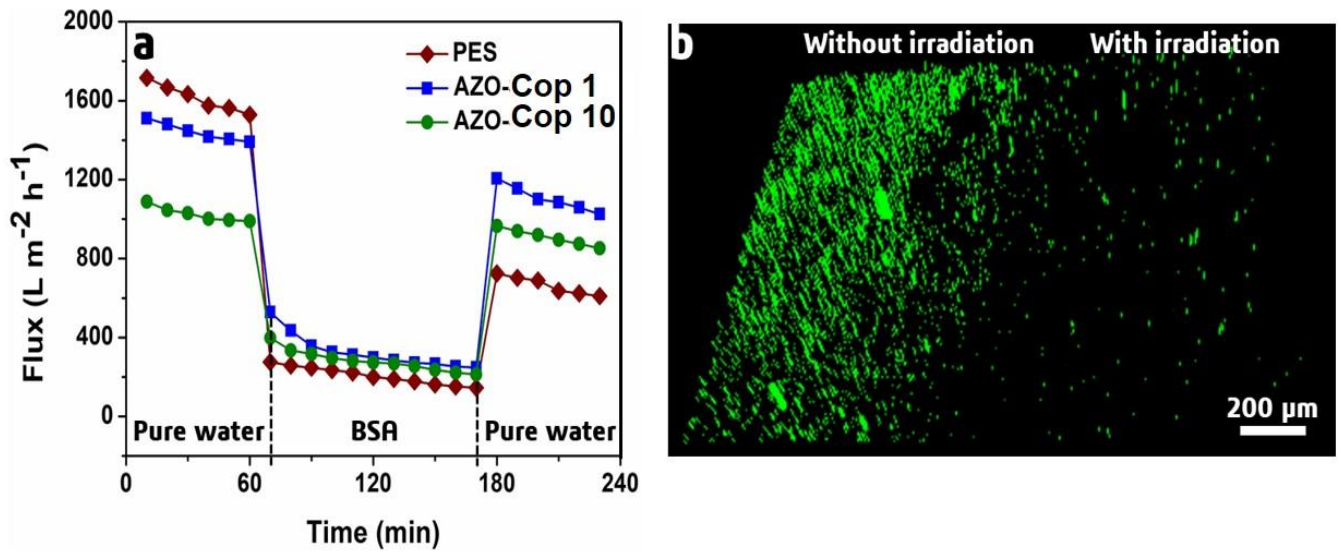 a
PES
AZO-Cop 1
AZO-Cop 10
Flux (L m⁻² h⁻¹)
2000
1600
1200
800
400
0
Pure water
BSA
Pure water
0
60
120
180
240
Time (min)
b
Without irradiation
With irradiation
200 µm